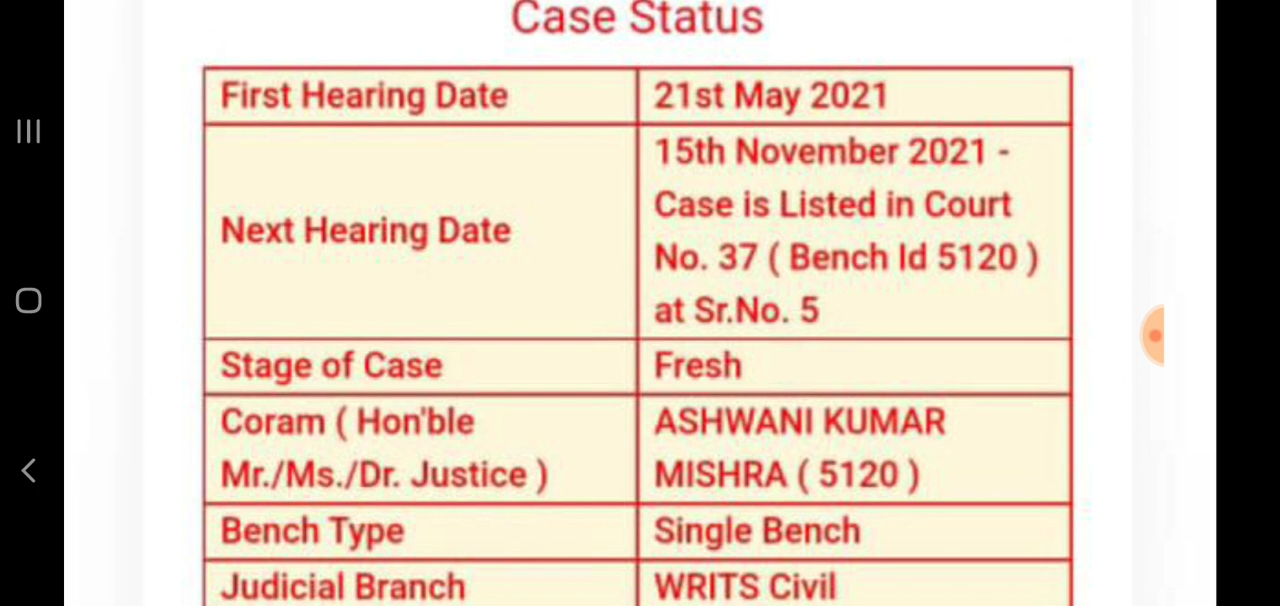 Case Status
First Hearing Date
21st May 2021
Next Hearing Date
15th November 2021 -
Case is Listed in Court
No. 37 ( Bench Id 5120 )
at Sr.No. 5
Stage of Case
Fresh
Coram ( Hon'ble
Mr./Ms./Dr. Justice )
ASHWANI KUMAR
MISHRA ( 5120 )
Bench Type
Single Bench
Judicial Branch
WRITS Civil